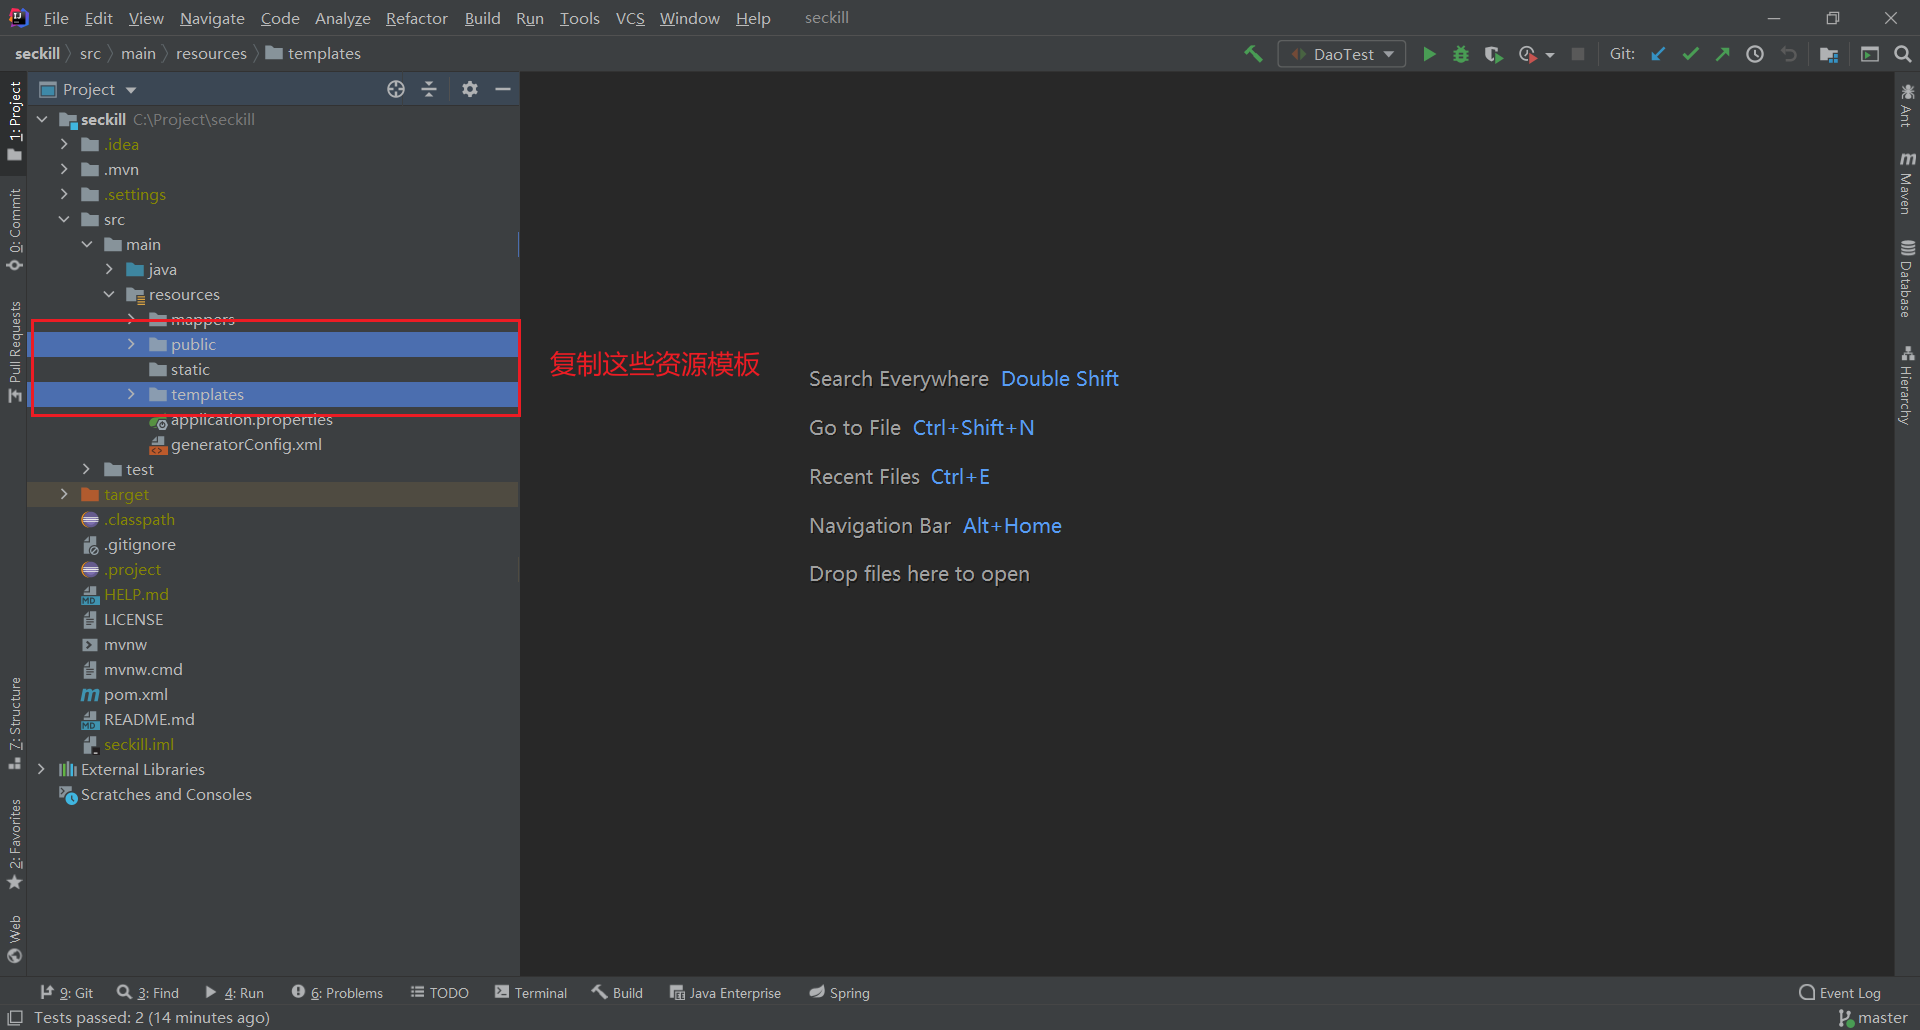 File Edit View Navigate Code Analyze Refactor Build Run Tools VCS Window Help seckill
seckill src main resources templates
DaoTest
Git:
Project
1: Project
0: Commit
Pull Requests
7: Structure
2: Favorites
Web
seckill C:\Project\seckill
.idea
.mvn
.settings
src
main
java
resources
mappers
public
static
templates
application.properties
generatorConfig.xml
test
target
.classpath
.gitignore
.project
HELP.md
LICENSE
mvnw
mvnw.cmd
pom.xml
README.md
seckill.iml
External Libraries
Scratches and Consoles
复制这些资源模板
Search Everywhere Double Shift
Go to File Ctrl+Shift+N
Recent Files Ctrl+E
Navigation Bar Alt+Home
Drop files here to open
Ant
Maven
Database
Hierarchy
9: Git 3: Find 4: Run 6: Problems TODO Terminal Build Java Enterprise Spring Event Log
Tests passed: 2 (14 minutes ago) master